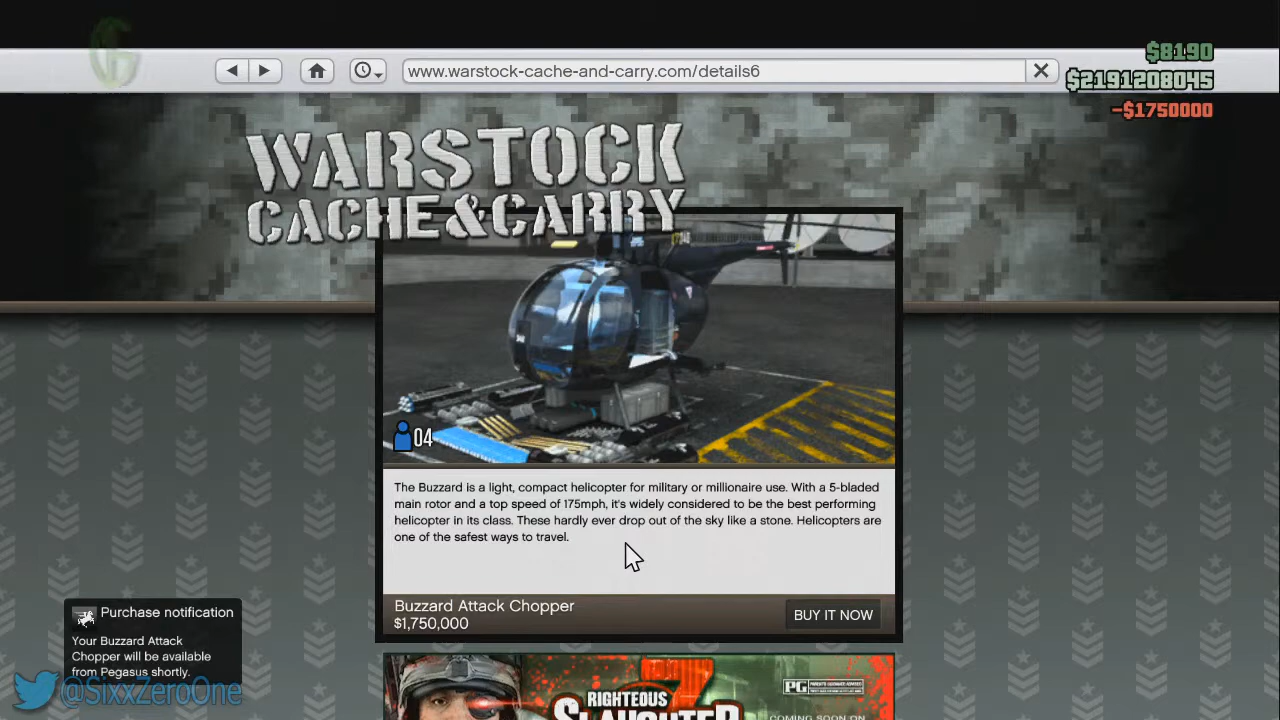 $8190
www.warstock-cache-and-carry.com/details6
$2191208045
-$1750000
WARSTOCK
CACHE&CARRY
04
The Buzzard is a light, compact helicopter for military or millionaire use. With a 5-bladed
main rotor and a top speed of 175mph, it's widely considered to be the best performing
helicopter in its class. These hardly ever drop out of the sky like a stone. Helicopters are
one of the safest ways to travel.
Buzzard Attack Chopper
$1,750,000
BUY IT NOW
Purchase notification
Your Buzzard Attack
Chopper will be available
from Pegasus shortly.
@SixxZeroOne
RIGHTEOUS
SLAUGHTER
7
PG
COMING SOON ON